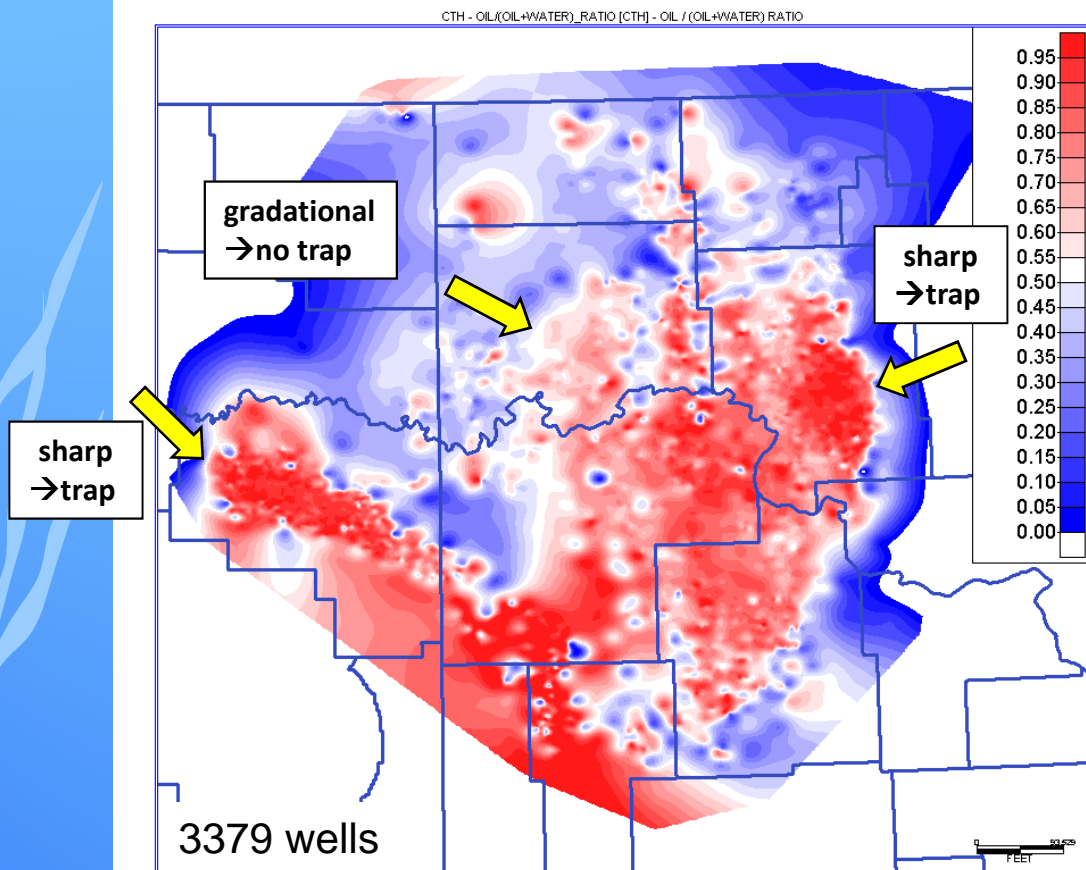 CTH - OIL/(OIL+WATER)_RATIO [CTH] - OIL / (OIL+WATER) RATIO
0.95
0.90
0.85
0.80
0.75
0.70
0.65
0.60
0.55
0.50
0.45
0.40
0.35
0.30
0.25
0.20
0.15
0.10
0.05
0.00
gradational
→no trap
sharp
→trap
sharp
→trap
3379 wells
0
FEET